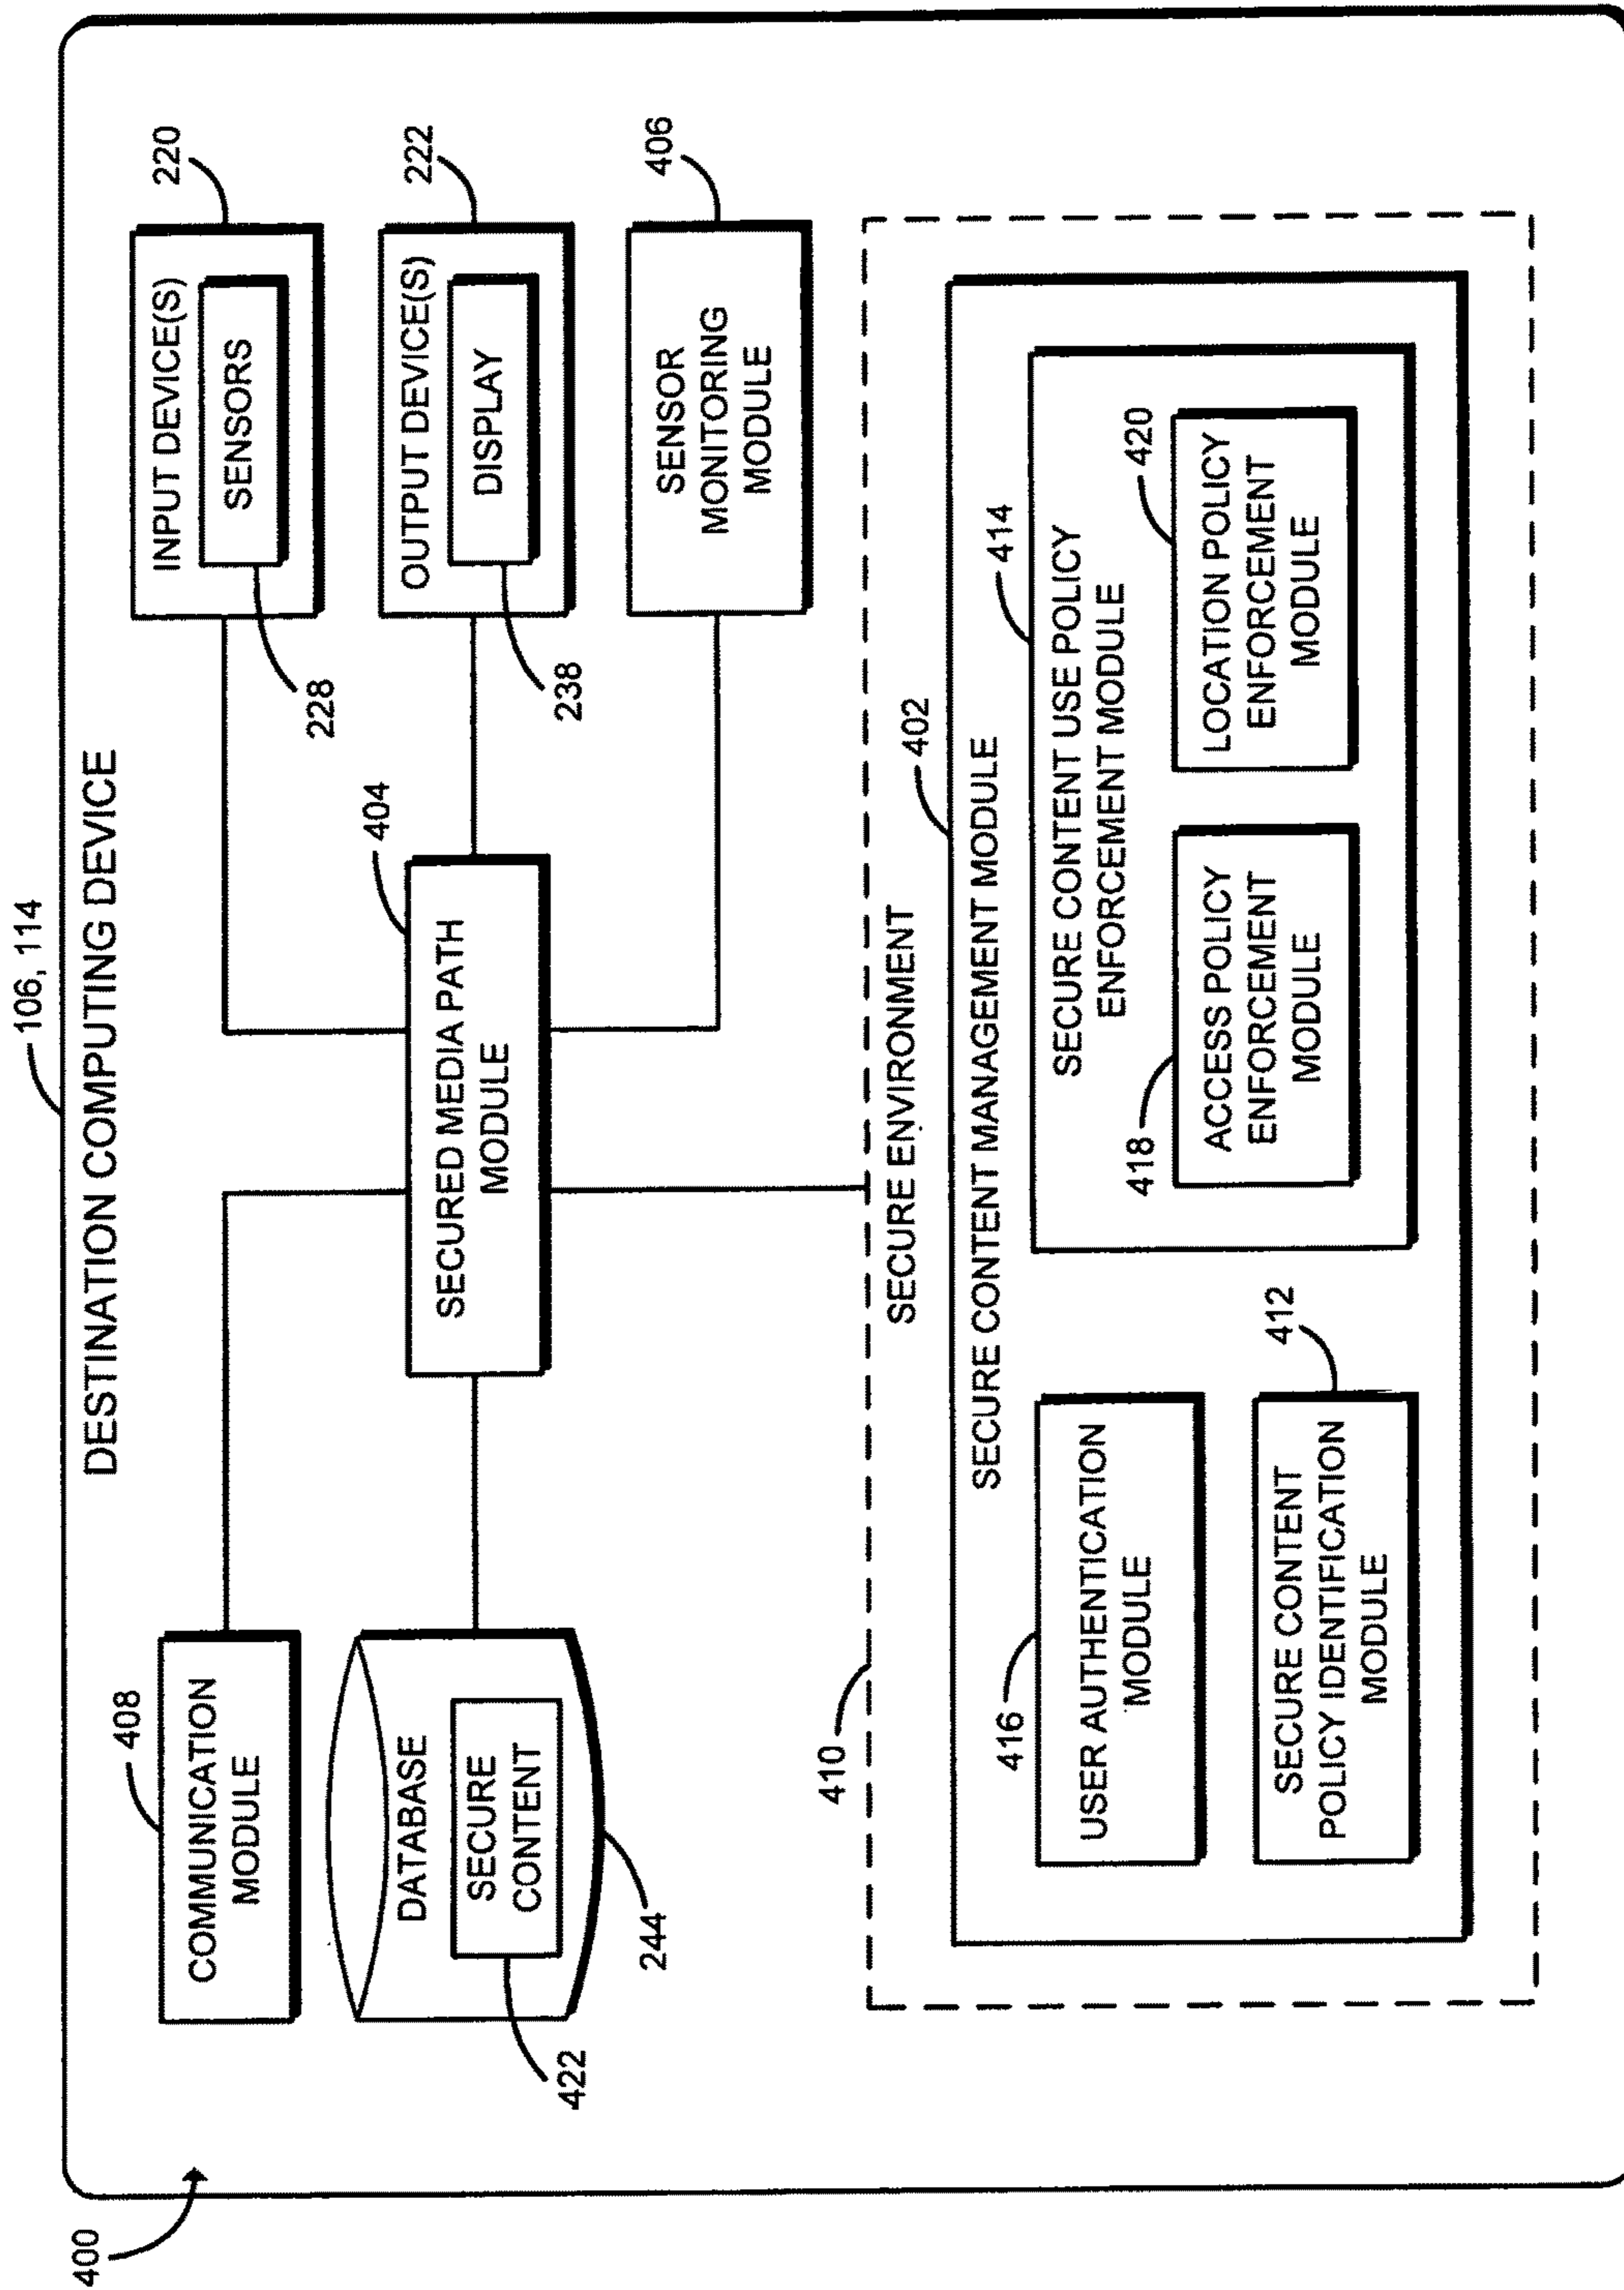 400
106, 114
DESTINATION COMPUTING DEVICE
408
COMMUNICATION
MODULE
DATABASE
SECURE
CONTENT
422
244
404
SECURED MEDIA PATH
MODULE
220
INPUT DEVICE(S)
SENSORS
228
222
OUTPUT DEVICE(S)
DISPLAY
238
406
SENSOR
MONITORING
MODULE
410
SECURE ENVIRONMENT
402
SECURE CONTENT MANAGEMENT MODULE
416
USER AUTHENTICATION
MODULE
412
SECURE CONTENT
POLICY IDENTIFICATION
MODULE
414
SECURE CONTENT USE POLICY
ENFORCEMENT MODULE
418
ACCESS POLICY
ENFORCEMENT
MODULE
420
LOCATION POLICY
ENFORCEMENT
MODULE